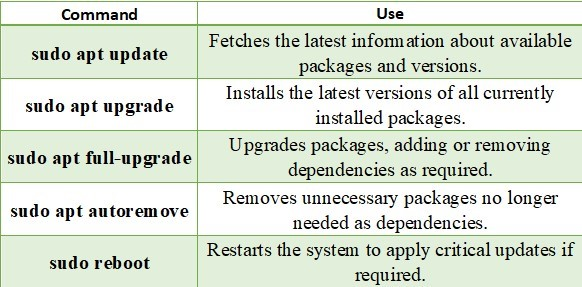 Command Use
sudo apt update
Fetches the latest information about available
packages and versions.
sudo apt upgrade
Installs the latest versions of all currently
installed packages.
sudo apt full-upgrade
Upgrades packages, adding or removing
dependencies as required.
sudo apt autoremove
Removes unnecessary packages no longer
needed as dependencies.
sudo reboot
Restarts the system to apply critical updates if
required.